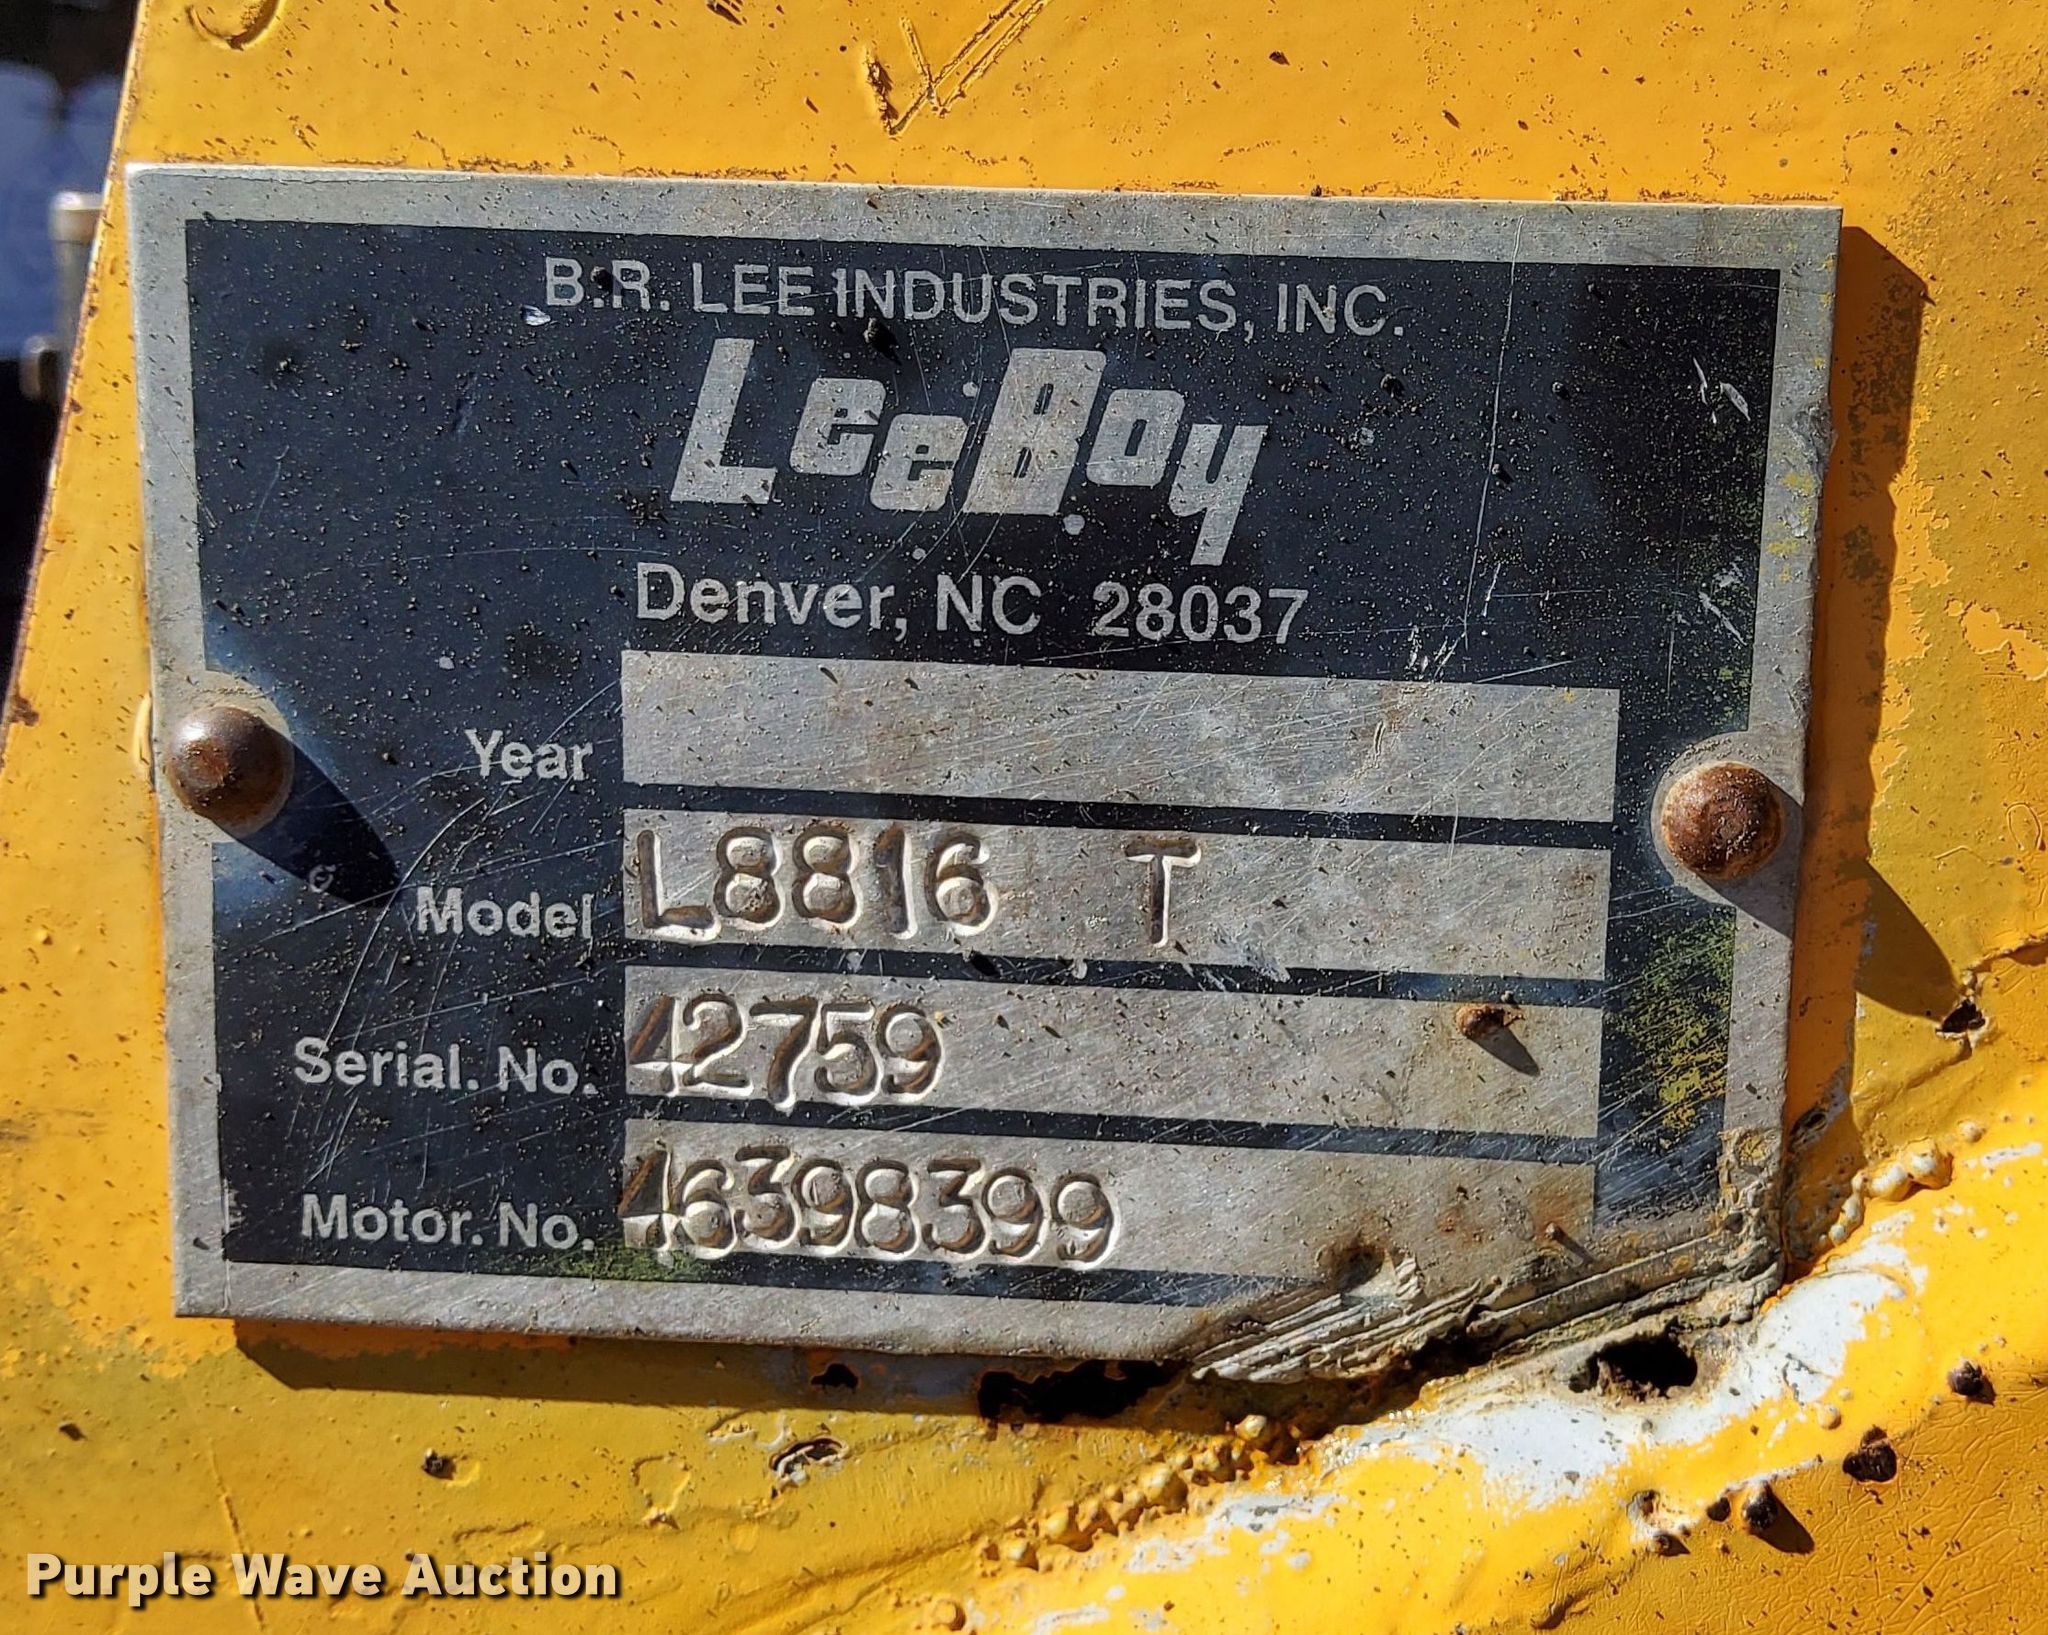 B.R. LEE INDUSTRIES, INC.
LeeBoy
Denver, NC 28037
Year
Model L8816 T
Serial. No. 42759
Motor. No. 46398399
Purple Wave Auction